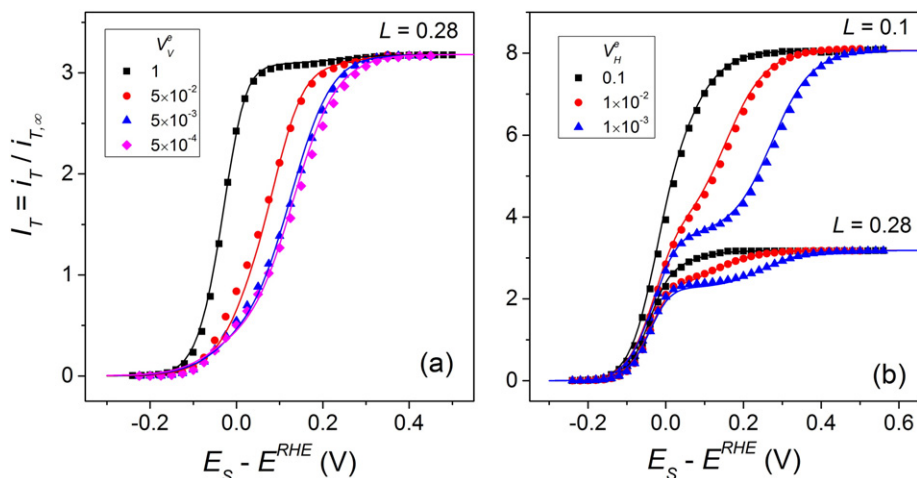 L = 0.28
V_V^e
1
5×10⁻²
5×10⁻³
5×10⁻⁴
I_T = i_T / i_T,∞
3
2
1
0
(a)
-0.2 0.0 0.2 0.4
E_S - E^RHE (V)
L = 0.1
V_H^e
0.1
1×10⁻²
1×10⁻³
L = 0.28
8
6
4
2
0
(b)
-0.2 0.0 0.2 0.4 0.6
E_S - E^RHE (V)